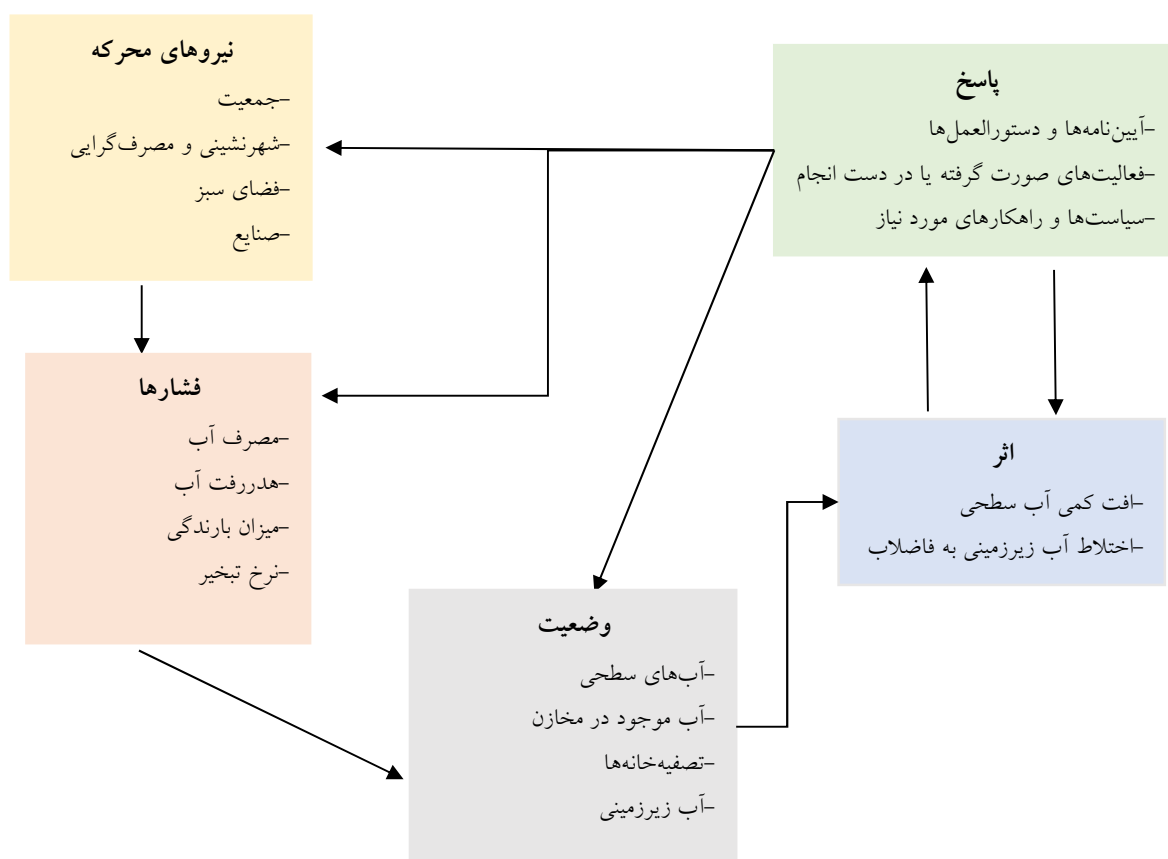 نیروهای محرکه
-جمعیت
-شهرنشینی و مصرف‌گرایی
-فضای سبز
-صنایع
پاسخ
-آیین‌نامه‌ها و دستورالعمل‌ها
-فعالیت‌های صورت گرفته یا در دست انجام
-سیاست‌ها و راهکارهای مورد نیاز
فشارها
-مصرف آب
-هدررفت آب
-میزان بارندگی
-نرخ تبخیر
اثر
-افت کمی آب سطحی
-اختلاط آب زیرزمینی به فاضلاب
وضعیت
-آب‌های سطحی
-آب موجود در مخازن
-تصفیه‌خانه‌ها
-آب زیرزمینی